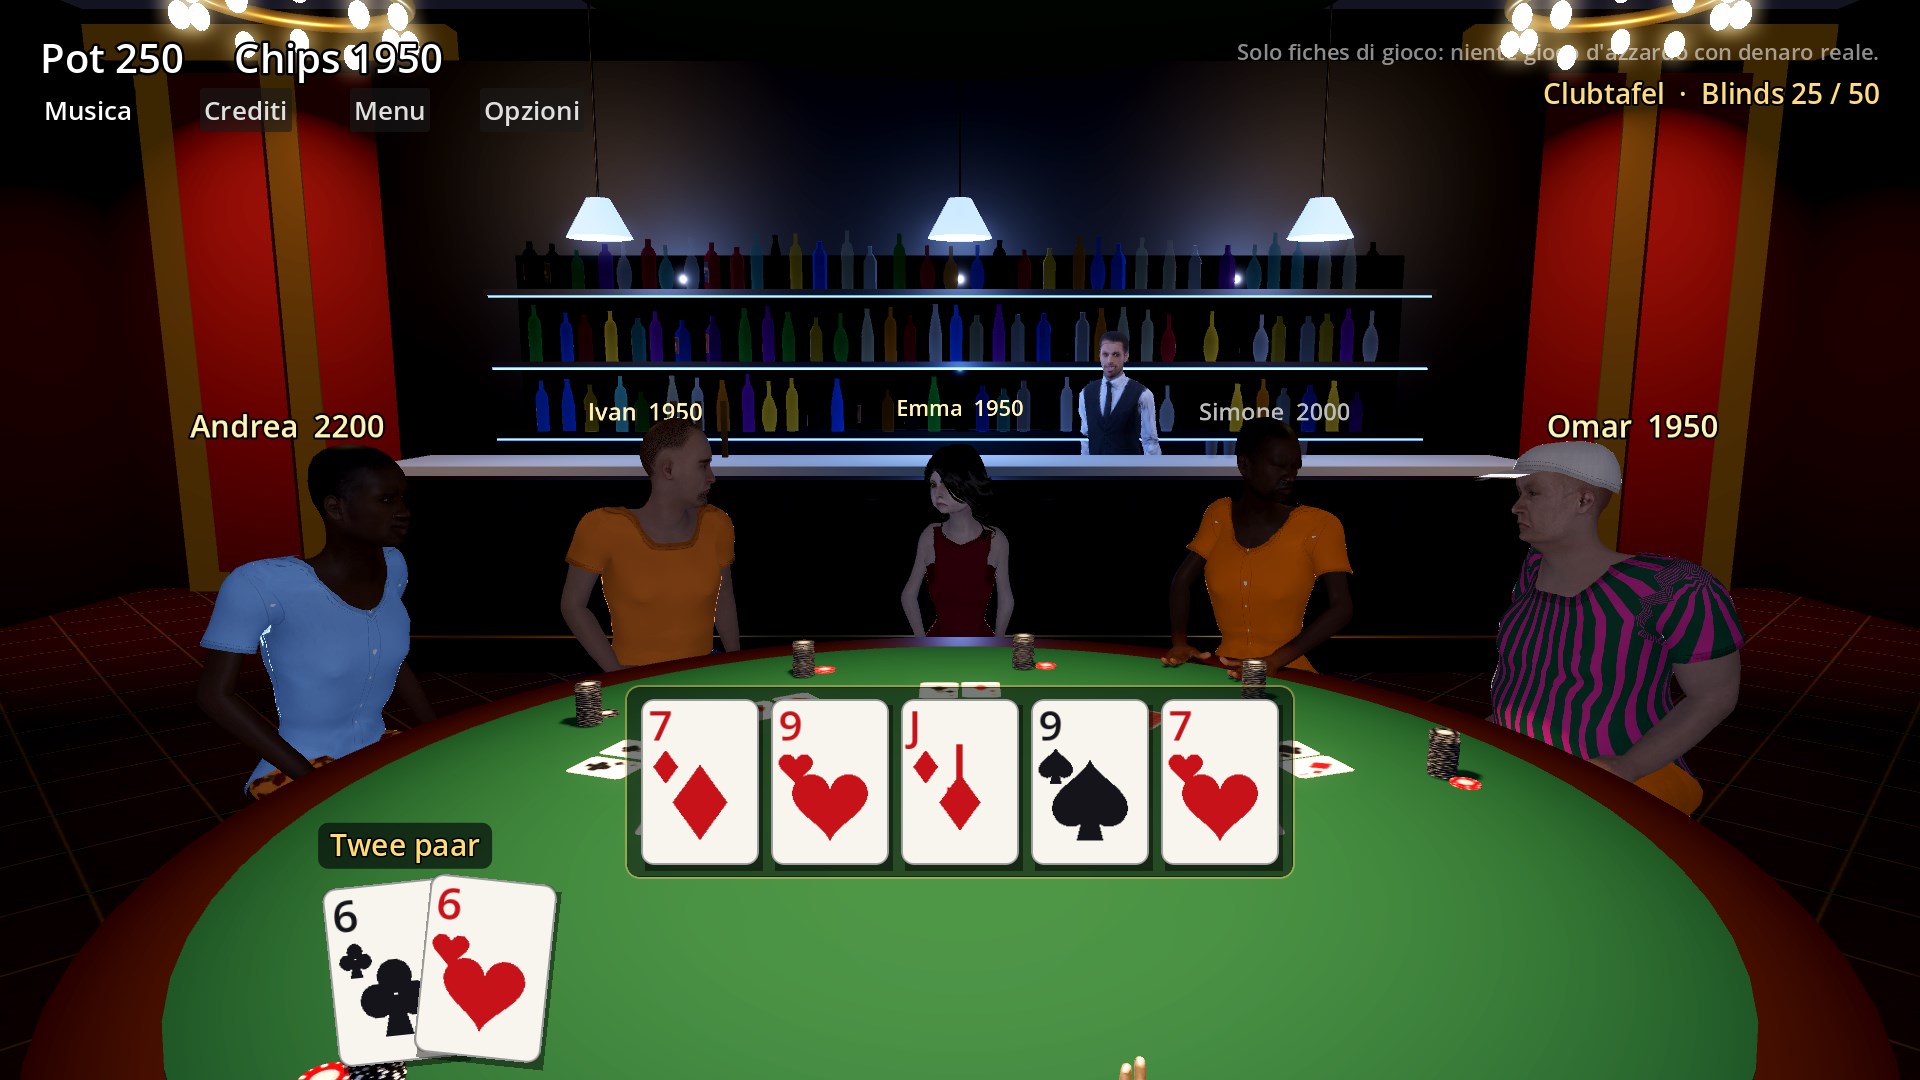 Pot 250 Chips 1950
Solo fiches di gioco: niente gioco d'azzardo con denaro reale.
Clubtafel · Blinds 25 / 50
Musica Crediti Menu Opzioni
Andrea 2200
Ivan 1950
Emma 1950
Simone 2000
Omar 1950
7 9 J 9 7
J
Twee paar
6 6